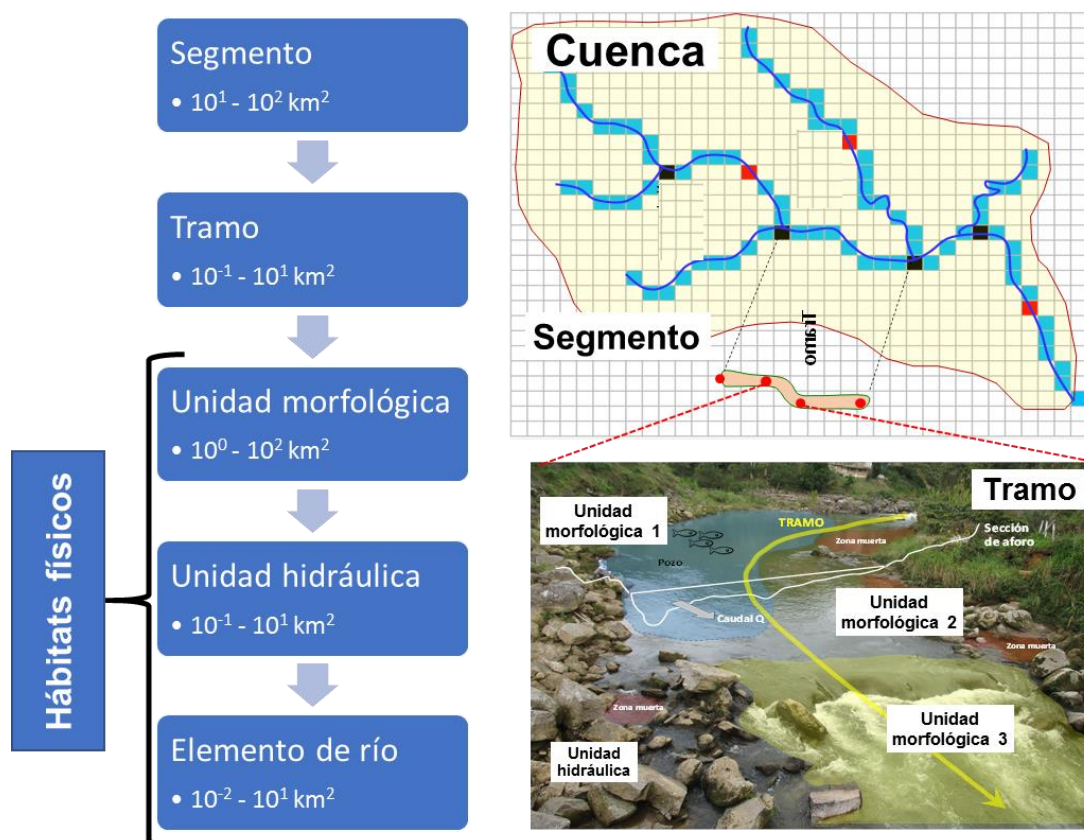 Segmento
• 10¹ - 10² km²
Tramo
• 10⁻¹ - 10¹ km²
Unidad morfológica
• 10⁰ - 10² km²
Unidad hidráulica
• 10⁻¹ - 10¹ km²
Elemento de río
• 10⁻² - 10¹ km²
Hábitats físicos
Cuenca
Segmento
Tramo
Tramo
Unidad
morfológica 1
TRAMO
Zona muerta
Sección
de aforo
Pozo
Caudal Q
Unidad
morfológica 2
Zona muerta
Zona muerta
Unidad
morfológica 3
Unidad
hidráulica